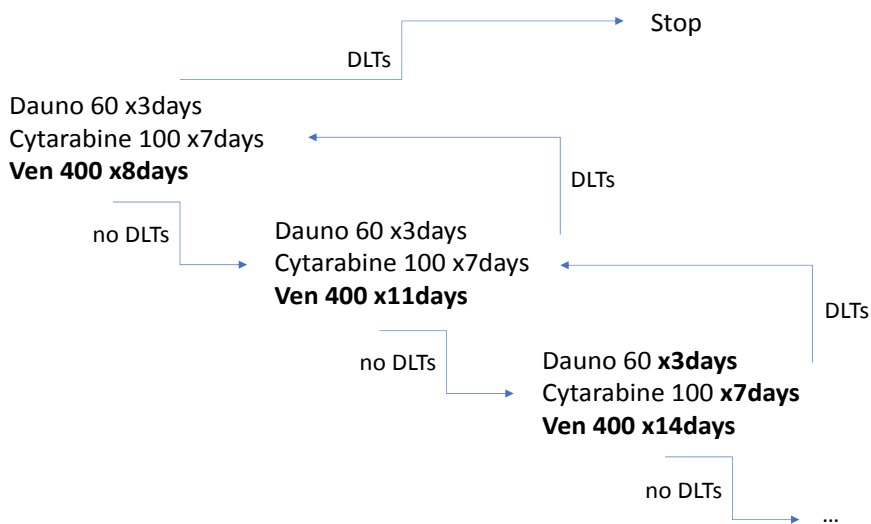 Stop
DLTs
Dauno 60 x3days
Cytarabine 100 x7days
Ven 400 x8days
DLTs
no DLTs
Dauno 60 x3days
Cytarabine 100 x7days
Ven 400 x11days
DLTs
no DLTs
Dauno 60 x3days
Cytarabine 100 x7days
Ven 400 x14days
no DLTs
...